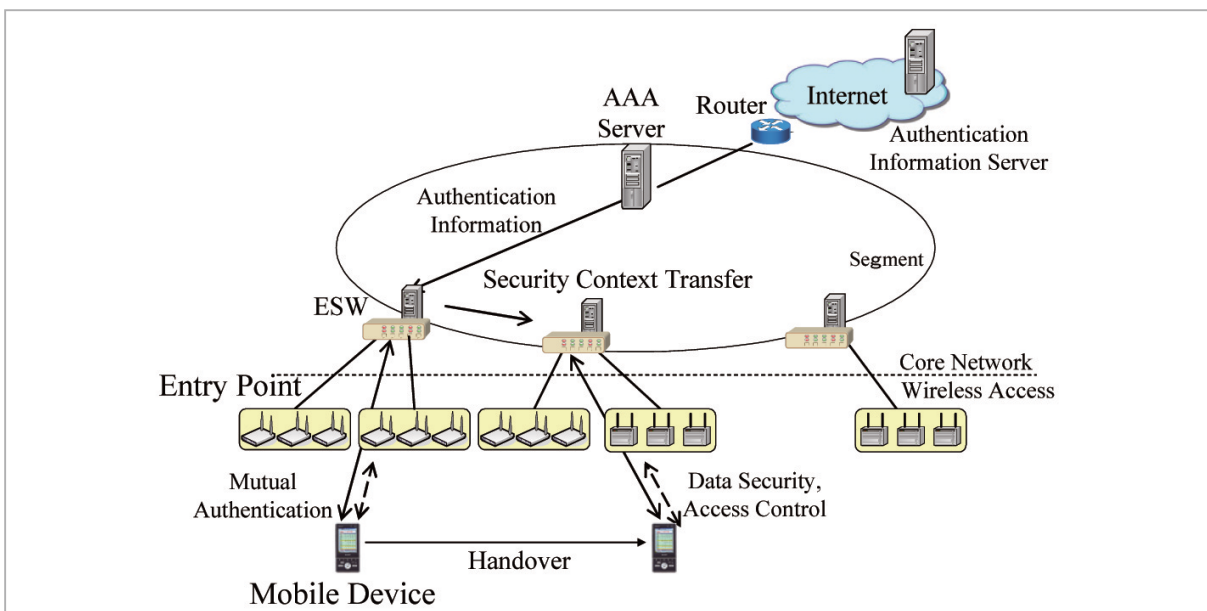 AAA
Server
Router
Internet
Authentication
Information Server
Authentication
Information
Segment
Security Context Transfer
ESW
Core Network
Entry Point
Wireless Access
Mutual
Authentication
Data Security,
Access Control
Handover
Mobile Device